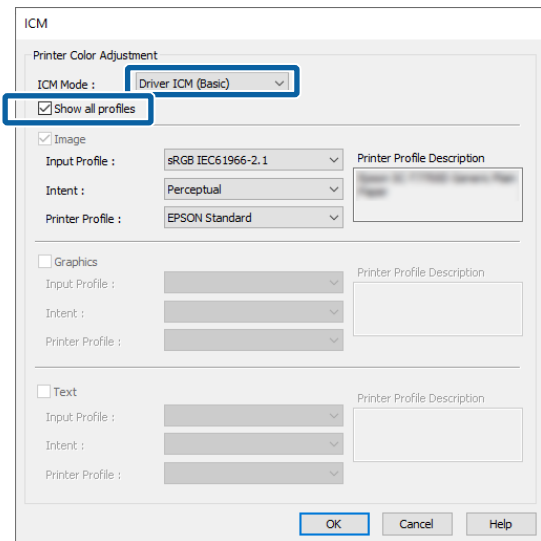 ICM
Printer Color Adjustment
ICM Mode : Driver ICM (Basic)
Show all profiles
Image
Input Profile : sRGB IEC61966-2.1 Printer Profile Description
Intent : Perceptual
Printer Profile : EPSON Standard
Graphics
Input Profile : Printer Profile Description
Intent :
Printer Profile :
Text
Input Profile : Printer Profile Description
Intent :
Printer Profile :
OK Cancel Help